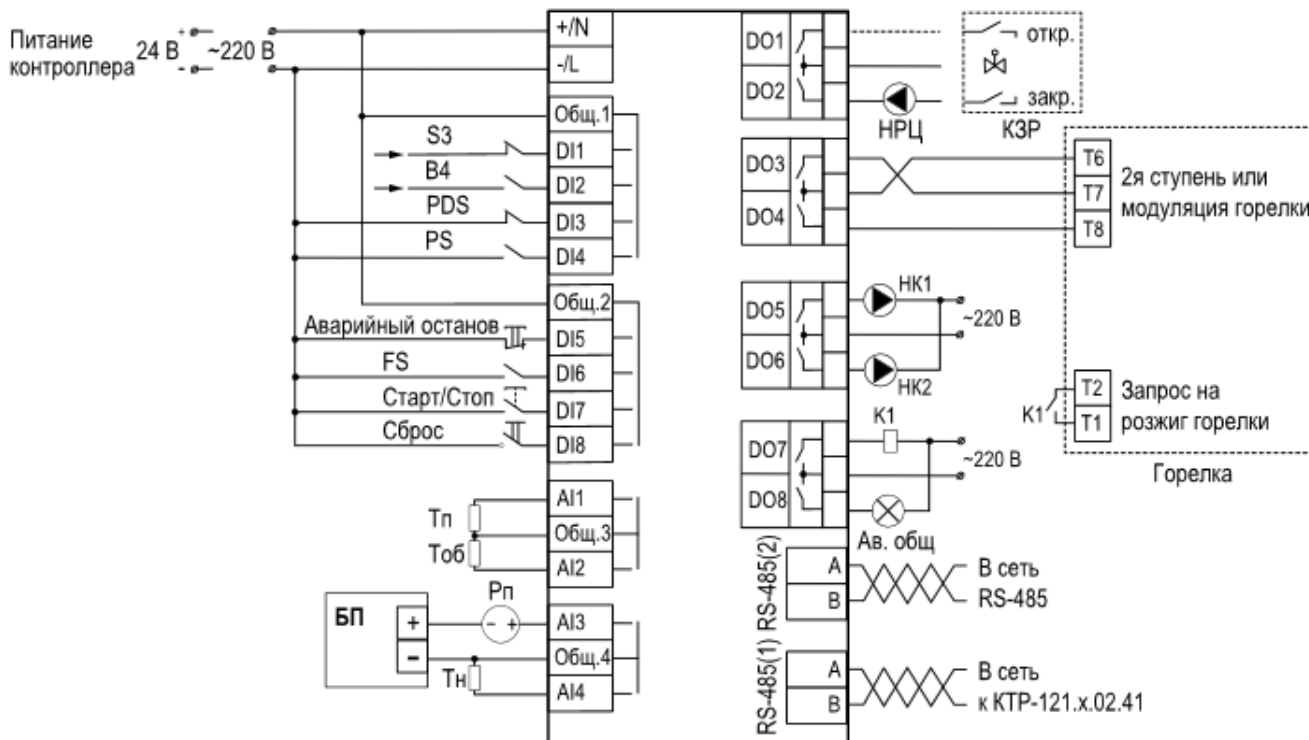 Питание
контроллера
24 В
+
-
~220 В
+/N
-/L
Общ.1
S3
DI1
B4
DI2
PDS
DI3
PS
DI4
Общ.2
Аварийный останов
DI5
FS
DI6
Старт/Стоп
DI7
Сброс
DI8
AI1
Тп
Общ.3
Тоб
AI2
БП
+
-
Рп
- +
AI3
Общ.4
Тн
AI4
DO1
DO2
НРЦ
откр.
закр.
КЗР
DO3
DO4
T6
T7
T8
2я ступень или
модуляция горелки
DO5
DO6
НК1
НК2
~220 В
K1
T2
T1
Запрос на
розжиг горелки
Горелка
DO7
DO8
K1
~220 В
Ав. общ
RS-485(2)
A
B
В сеть
RS-485
RS-485(1)
A
B
В сеть
к КТР-121.х.02.41